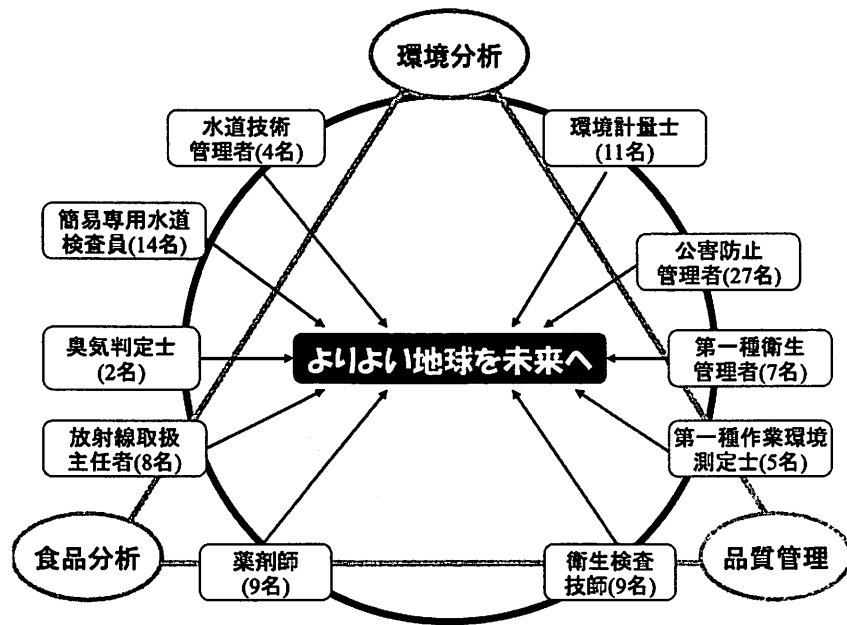 環境分析
水道技術
管理者(4名)
環境計量士
(11名)
簡易専用水道
検査員(14名)
公害防止
管理者(27名)
臭気判定士
(2名)
よりよい地球を未来へ
第一種衛生
管理者(7名)
放射線取扱
主任者(8名)
第一種作業環境
測定士(5名)
食品分析
薬剤師
(9名)
衛生検査
技師(9名)
品質管理